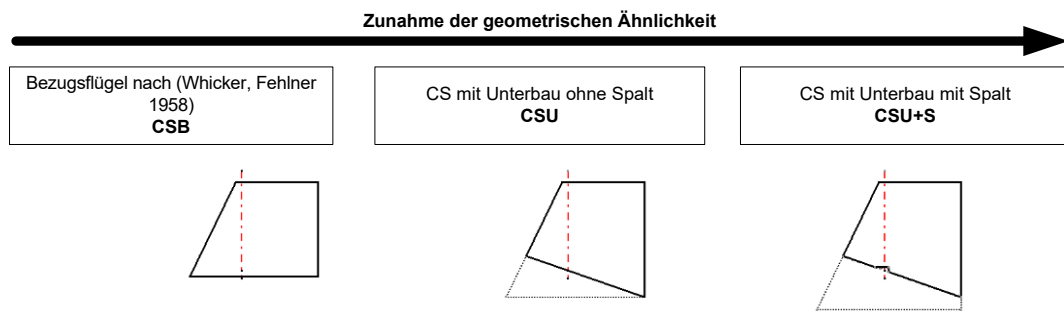 Zunahme der geometrischen Ähnlichkeit
Bezugsflügel nach (Whicker, Fehlner
1958)
CSB
CS mit Unterbau ohne Spalt
CSU
CS mit Unterbau mit Spalt
CSU+S